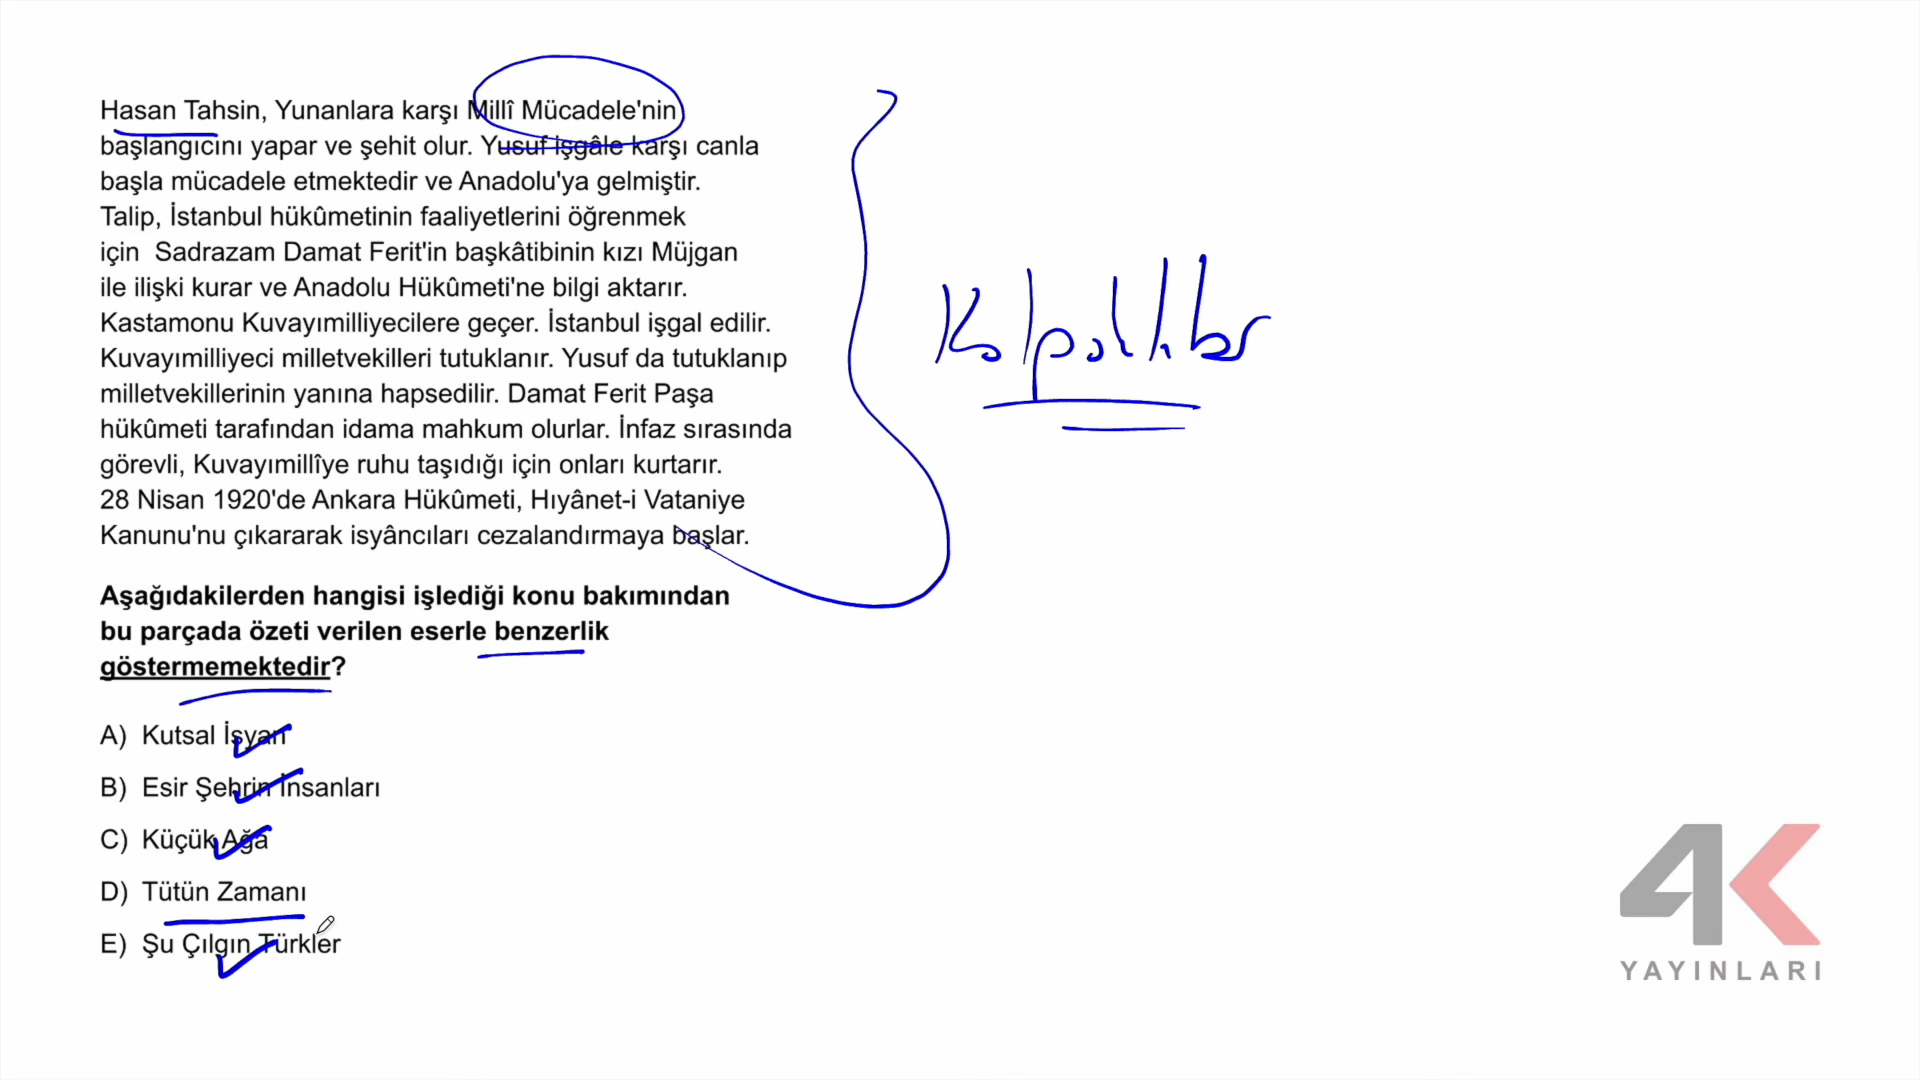 Hasan Tahsin, Yunanlara karşı Millî Mücadele'nin
başlangıcını yapar ve şehit olur. Yusuf işgâle karşı canla
başla mücadele etmektedir ve Anadolu'ya gelmiştir.
Talip, İstanbul hükûmetinin faaliyetlerini öğrenmek
için Sadrazam Damat Ferit'in başkâtibinin kızı Müjgan
ile ilişki kurar ve Anadolu Hükûmeti'ne bilgi aktarır.
Kastamonu Kuvayımilliyecilere geçer. İstanbul işgal edilir.
Kuvayımilliyeci milletvekilleri tutuklanır. Yusuf da tutuklanıp
milletvekillerinin yanına hapsedilir. Damat Ferit Paşa
hükûmeti tarafından idama mahkum olurlar. İnfaz sırasında
görevli, Kuvayımillîye ruhu taşıdığı için onları kurtarır.
28 Nisan 1920'de Ankara Hükûmeti, Hıyânet-i Vataniye
Kanunu'nu çıkararak isyâncıları cezalandırmaya başlar.
Kalpaklılar
Aşağıdakilerden hangisi işlediği konu bakımından
bu parçada özeti verilen eserle benzerlik
göstermemektedir?
A) Kutsal İsyan
B) Esir Şehrin İnsanları
C) Küçük Ağa
D) Tütün Zamanı
E) Şu Çılgın Türkler
4K
YAYINLARI